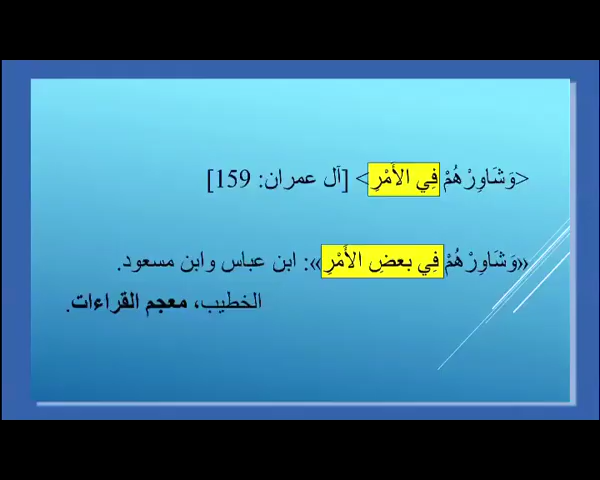 <وَشَاوِرْهُمْ فِي الأَمْرِ> [آل عمران: 159]
«وَشَاوِرْهُمْ فِي بعضِ الأَمْرِ»: ابن عباس وابن مسعود.
الخطيب، معجم القراءات.